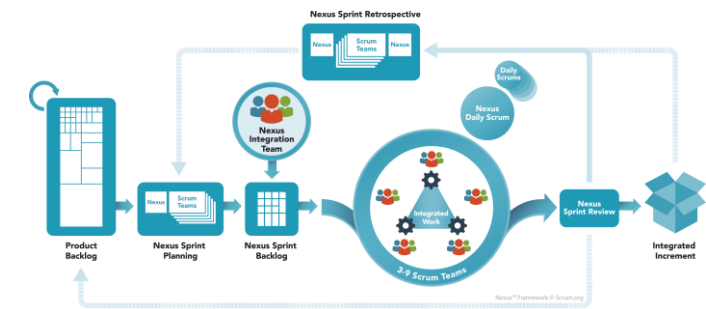 Nexus Sprint Retrospective
Nexus
Scrum
Teams
Nexus
Daily
Scrums
Nexus
Daily Scrum
Nexus
Integration
Team
Nexus
Scrum
Teams
Integrated
Work
Nexus
Sprint Review
3-9 Scrum Teams
Product
Backlog
Nexus Sprint
Planning
Nexus Sprint
Backlog
Integrated
Increment
Nexus™ Framework © Scrum.org